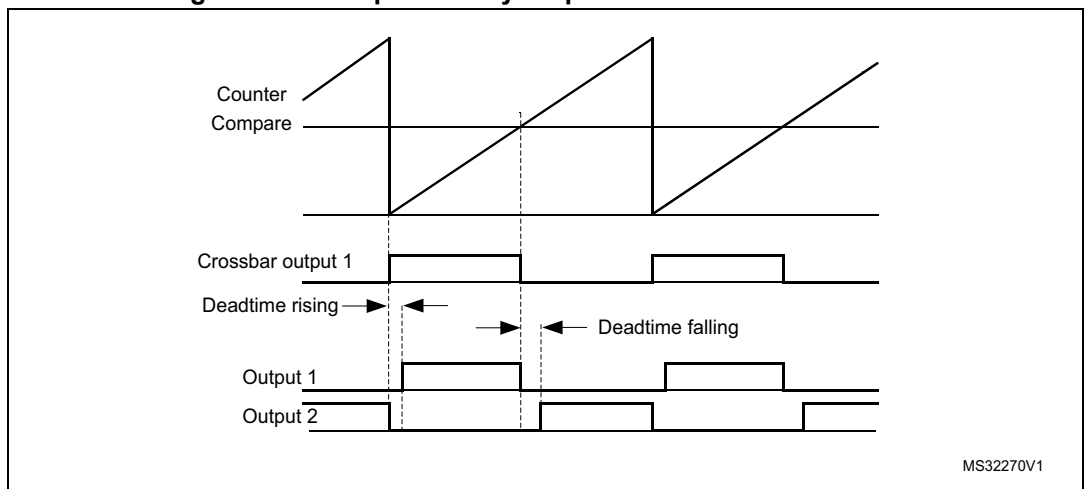 Counter
Compare
Crossbar output 1
Deadtime rising
Deadtime falling
Output 1
Output 2
MS32270V1